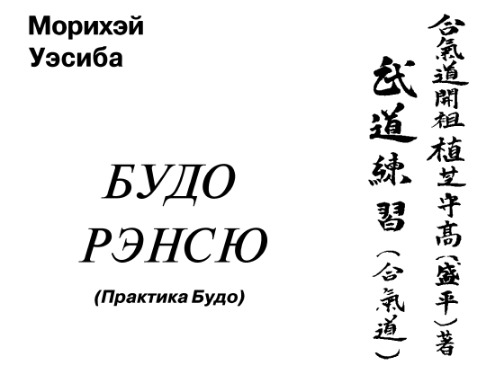 Морихэй
Уэсиба
БУДО
РЭНСЮ
(Практика Будо)
合氣道開祖植芝守高(盛平)著
武道練習(合氣道)